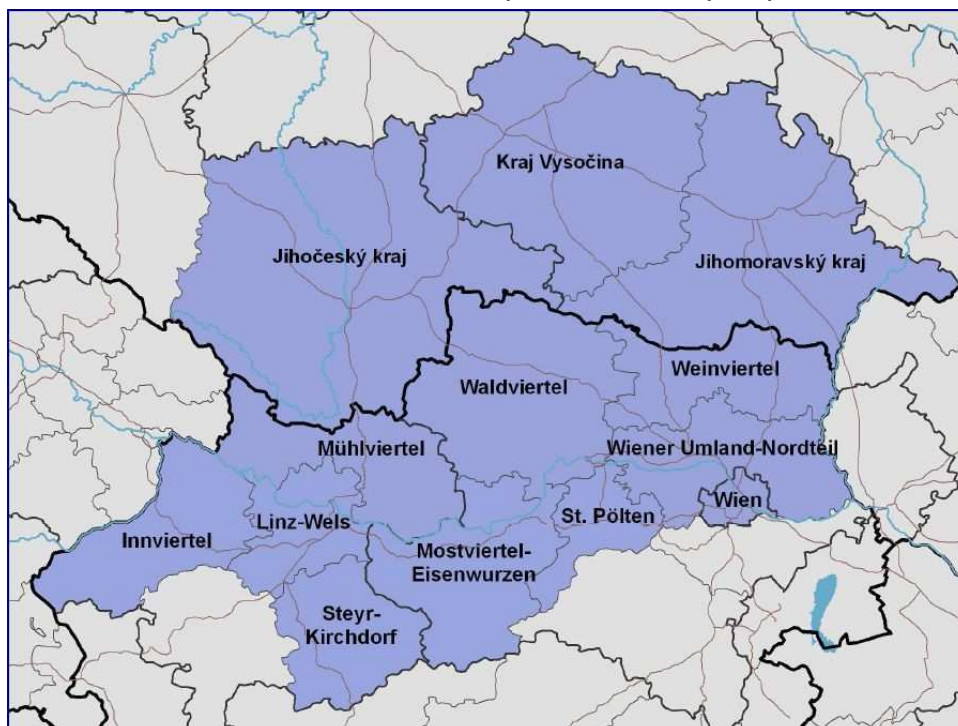 Kraj Vysočina
Jihočeský kraj
Jihomoravský kraj
Weinviertel
Waldviertel
Mühlviertel
Wiener Umland-Nordteil
Wien
St. Pölten
Linz-Wels
Innviertel
Mostviertel-
Eisenwurzen
Steyr-
Kirchdorf